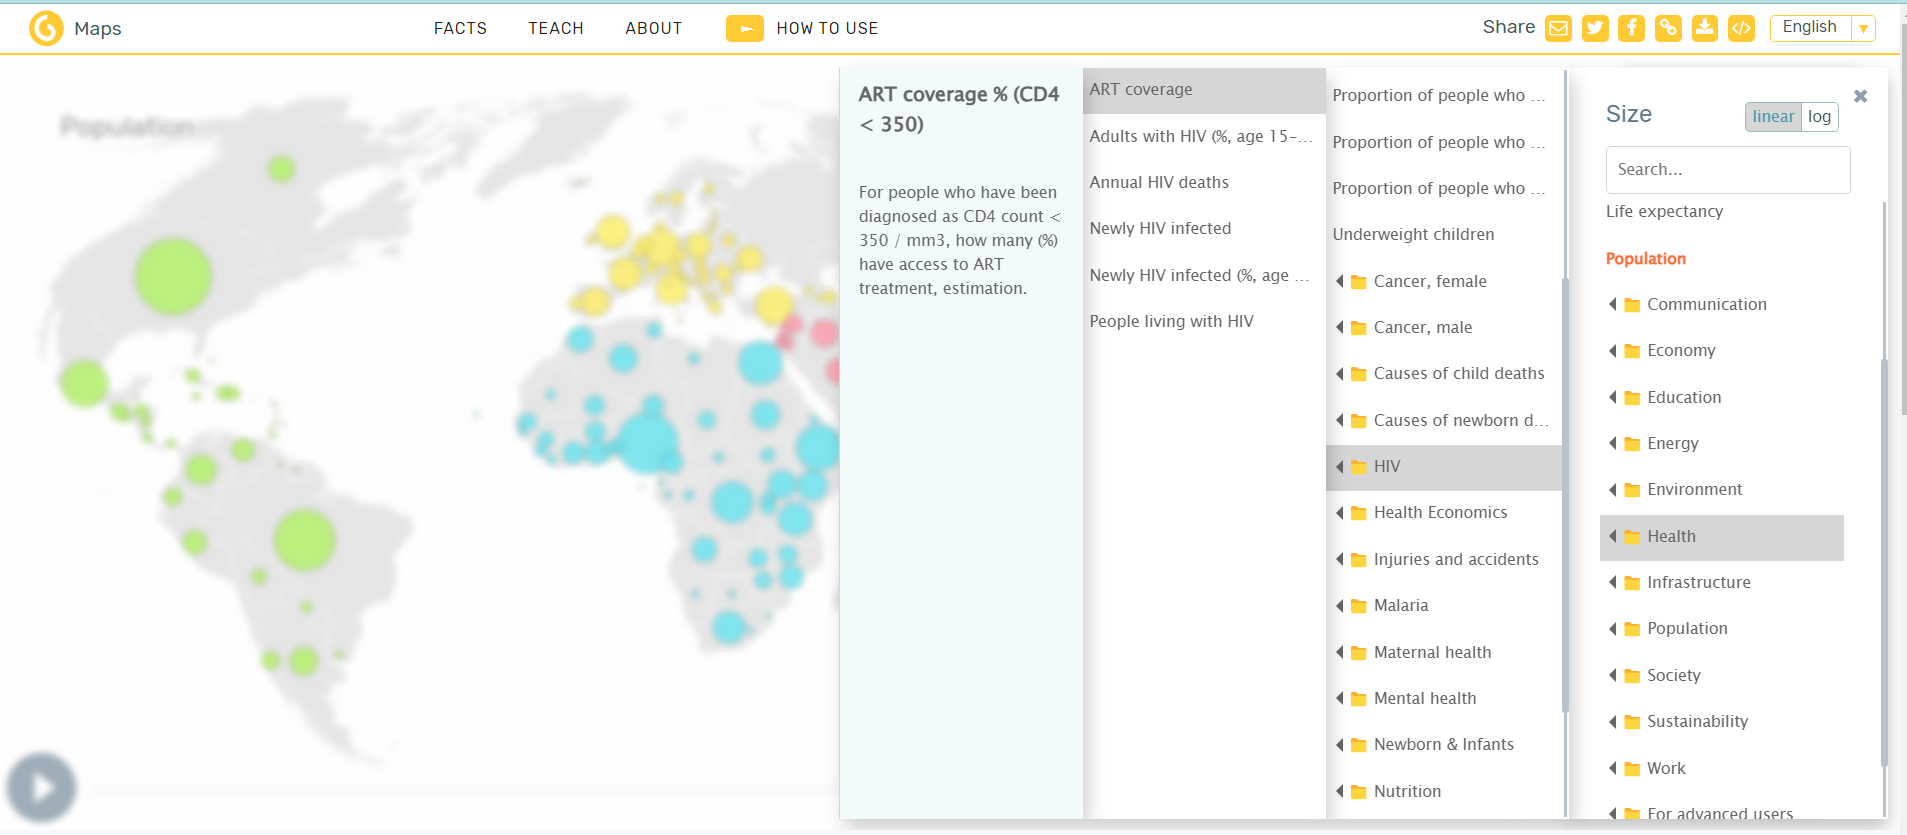 Maps
FACTS
TEACH
ABOUT
HOW TO USE
Share
English
Population
ART coverage % (CD4
< 350)
For people who have been
diagnosed as CD4 count <
350 / mm3, how many (%)
have access to ART
treatment, estimation.
ART coverage
Adults with HIV (%, age 15–...
Annual HIV deaths
Newly HIV infected
Newly HIV infected (%, age ...
People living with HIV
Proportion of people who ...
Proportion of people who ...
Proportion of people who ...
Underweight children
Cancer, female
Cancer, male
Causes of child deaths
Causes of newborn d...
HIV
Health Economics
Injuries and accidents
Malaria
Maternal health
Mental health
Newborn & Infants
Nutrition
Size
linear
log
Search...
Life expectancy
Population
Communication
Economy
Education
Energy
Environment
Health
Infrastructure
Population
Society
Sustainability
Work
For advanced users